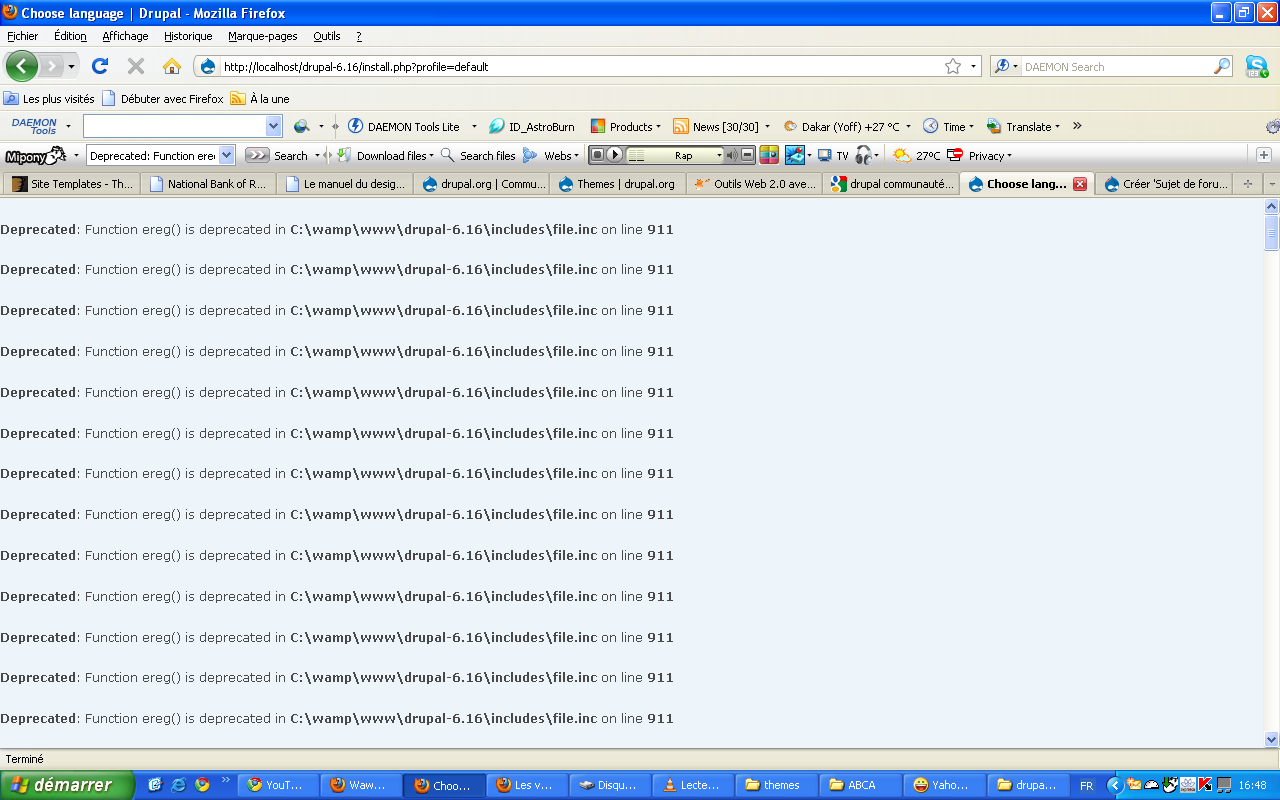 Choose language | Drupal - Mozilla Firefox
Fichier Édition Affichage Historique Marque-pages Outils ?
http://localhost/drupal-6.16/install.php?profile=default DAEMON Search
Les plus visités Débuter avec Firefox À la une
DAEMON Tools DAEMON Tools Lite ID_AstroBurn Products News [30/30] Dakar (Yoff) +27 °C Time Translate »
Mipony Deprecated: Function ere Search Download files Search files Webs Rap TV 27ºC Privacy
Site Templates - Th... National Bank of R... Le manuel du desig... drupal.org | Commu... Themes | drupal.org Outils Web 2.0 ave... drupal communauté... Choose lang... Créer 'Sujet de foru...
Deprecated: Function ereg() is deprecated in C:\wamp\www\drupal-6.16\includes\file.inc on line 911
Deprecated: Function ereg() is deprecated in C:\wamp\www\drupal-6.16\includes\file.inc on line 911
Deprecated: Function ereg() is deprecated in C:\wamp\www\drupal-6.16\includes\file.inc on line 911
Deprecated: Function ereg() is deprecated in C:\wamp\www\drupal-6.16\includes\file.inc on line 911
Deprecated: Function ereg() is deprecated in C:\wamp\www\drupal-6.16\includes\file.inc on line 911
Deprecated: Function ereg() is deprecated in C:\wamp\www\drupal-6.16\includes\file.inc on line 911
Deprecated: Function ereg() is deprecated in C:\wamp\www\drupal-6.16\includes\file.inc on line 911
Deprecated: Function ereg() is deprecated in C:\wamp\www\drupal-6.16\includes\file.inc on line 911
Deprecated: Function ereg() is deprecated in C:\wamp\www\drupal-6.16\includes\file.inc on line 911
Deprecated: Function ereg() is deprecated in C:\wamp\www\drupal-6.16\includes\file.inc on line 911
Deprecated: Function ereg() is deprecated in C:\wamp\www\drupal-6.16\includes\file.inc on line 911
Deprecated: Function ereg() is deprecated in C:\wamp\www\drupal-6.16\includes\file.inc on line 911
Deprecated: Function ereg() is deprecated in C:\wamp\www\drupal-6.16\includes\file.inc on line 911
Terminé
démarrer » YouT... Waw... Choo... Les v... Disqu... Lecte... themes ABCA Yaho... drupa... FR 16:48